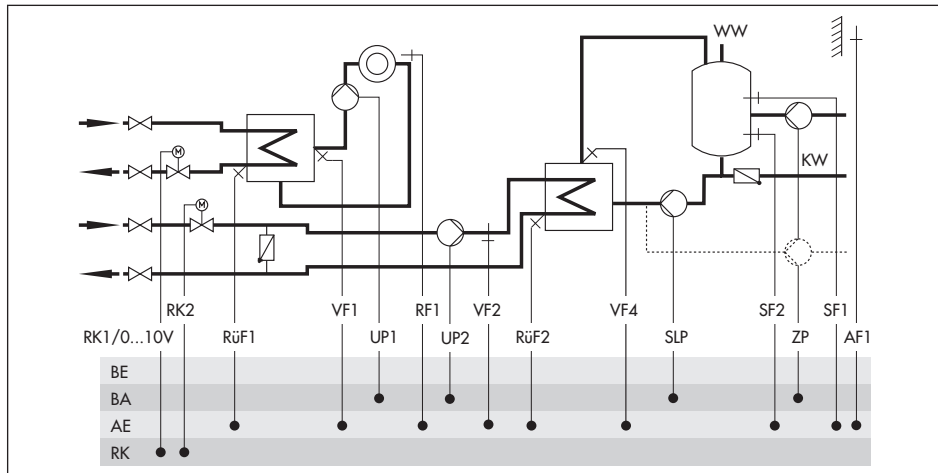 WW
M
KW
M
RK2 VF1 RF1 VF2 VF4 SF2 SF1
RK1/0...10V RüF1 UP1 UP2 RüF2 SLP ZP AF1
BE
BA
AE
RK